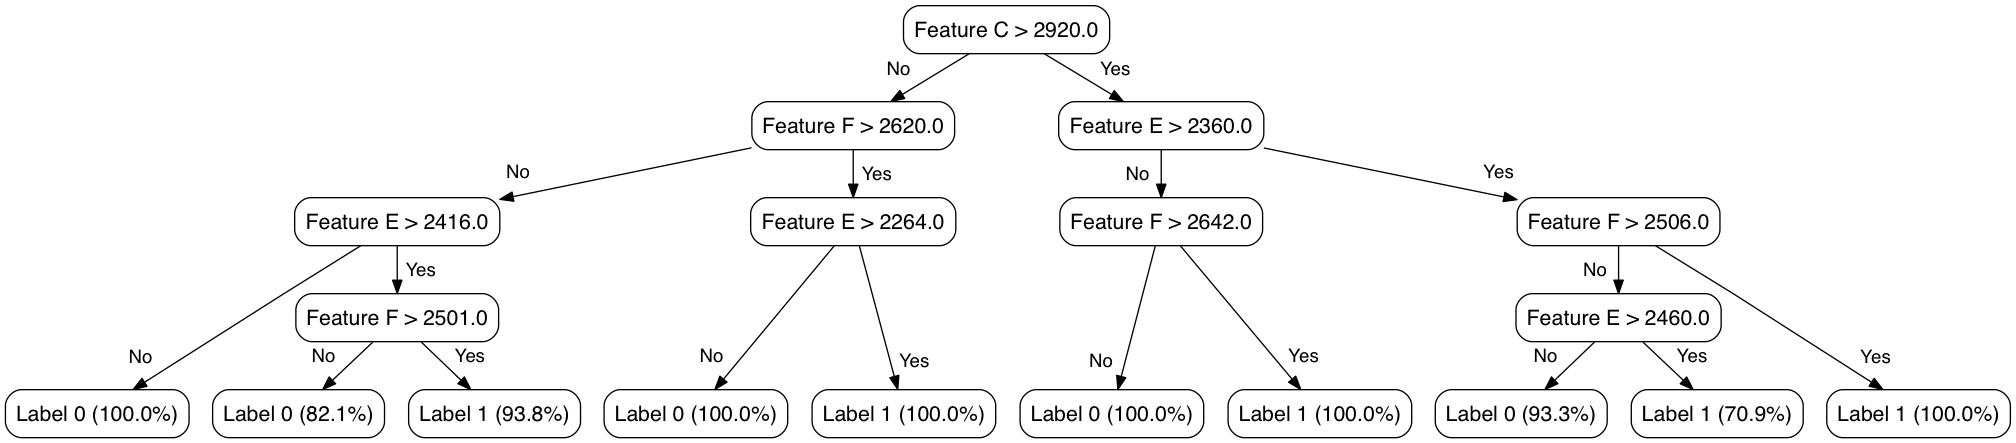 Feature C > 2920.0
No
Yes
Feature F > 2620.0
Feature E > 2360.0
No
Yes
No
Yes
Feature E > 2416.0
Feature E > 2264.0
Feature F > 2642.0
Feature F > 2506.0
Yes
No
Feature F > 2501.0
Feature E > 2460.0
No
No
Yes
No
Yes
No
Yes
No
Yes
Yes
Label 0 (100.0%)
Label 0 (82.1%)
Label 1 (93.8%)
Label 0 (100.0%)
Label 1 (100.0%)
Label 0 (100.0%)
Label 1 (100.0%)
Label 0 (93.3%)
Label 1 (70.9%)
Label 1 (100.0%)